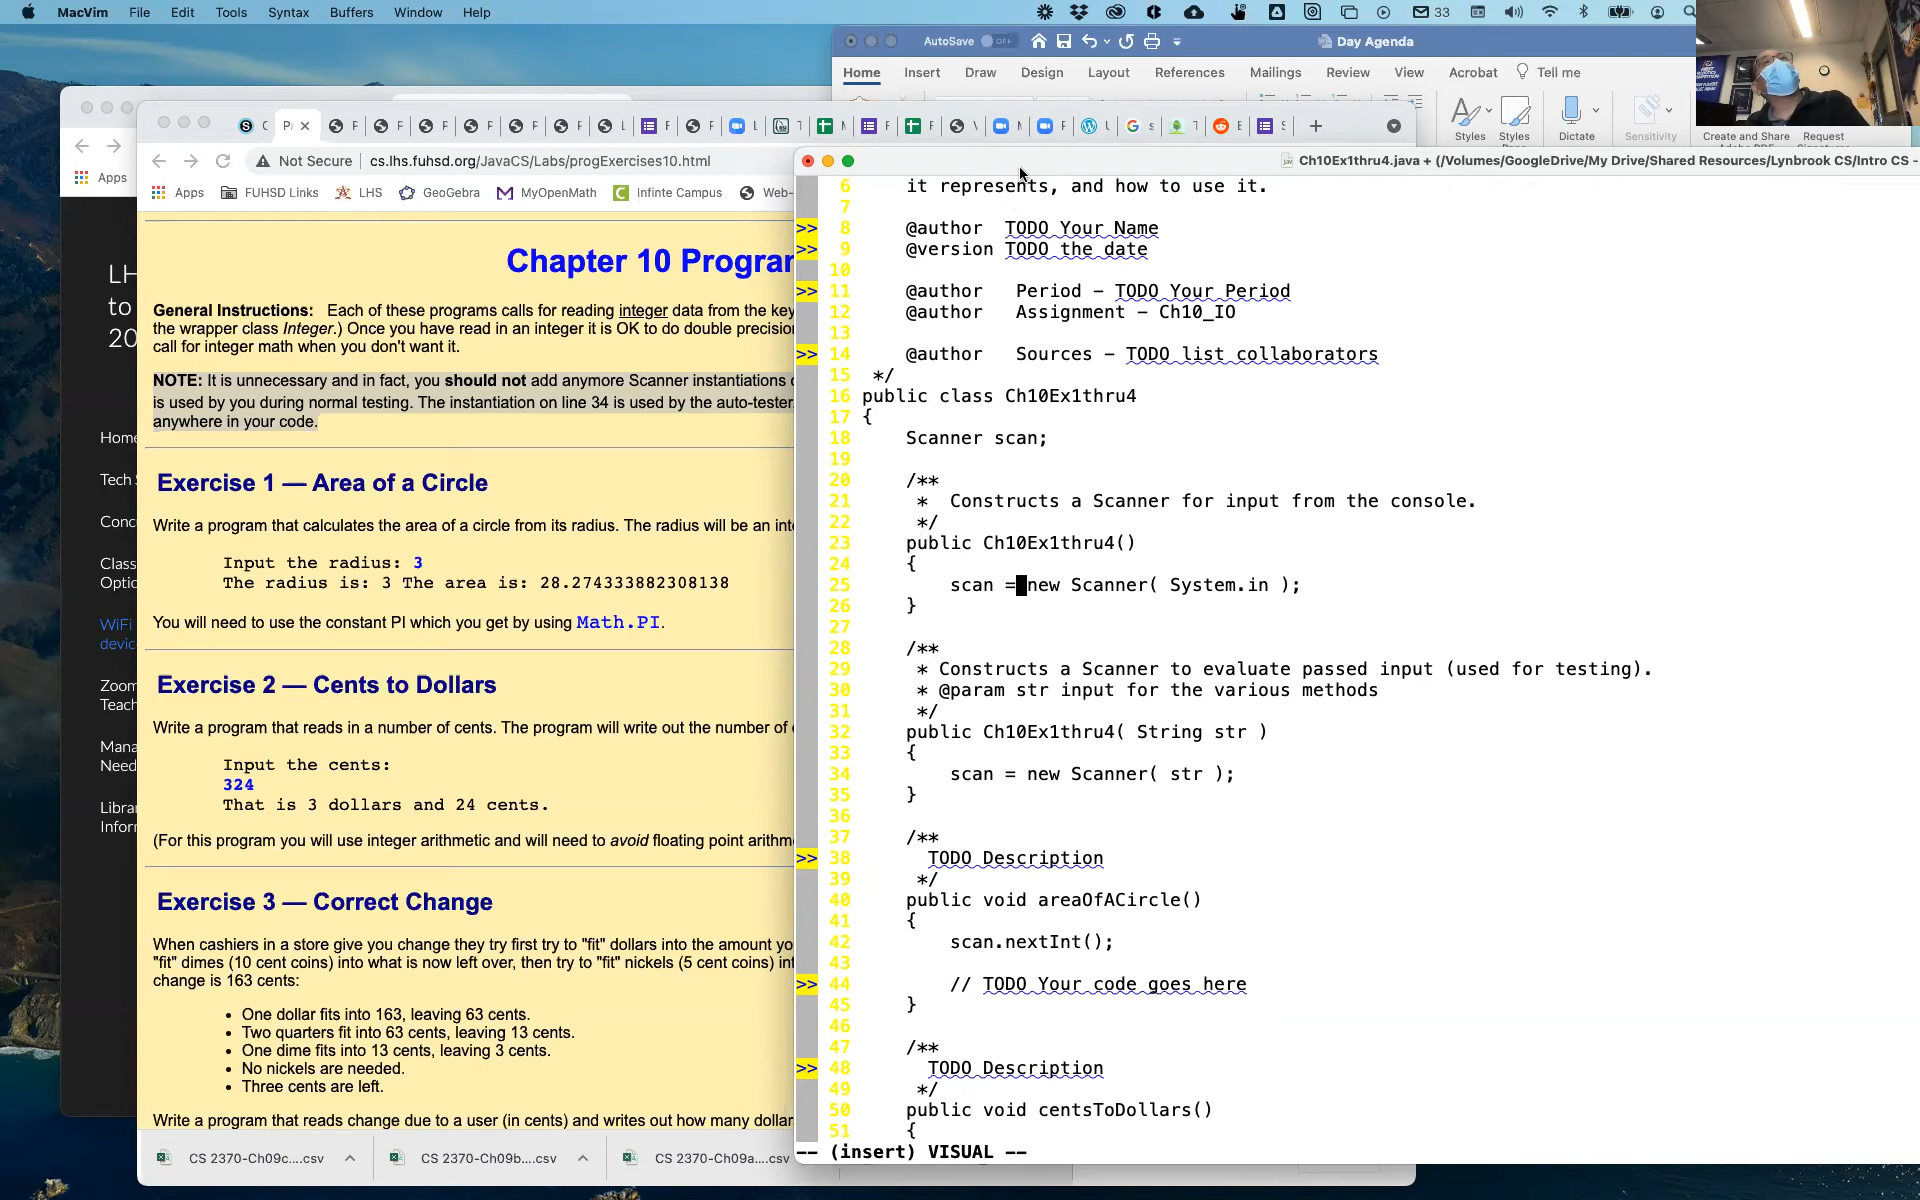 MacVim File Edit Tools Syntax Buffers Window Help
33
AutoSave OFF
Day Agenda
Home Insert Draw Design Layout References Mailings Review View Acrobat Tell me
Styles Styles Dictate Sensitivity Create and Share Request
Not Secure cs.lhs.fuhsd.org/JavaCS/Labs/progExercises10.html
Apps
Apps FUHSD Links LHS GeoGebra MyOpenMath Infinte Campus Web-
LH
to
20
Home
Tech
Conc
Class
Optic
WiFi
devic
Zoom
Teach
Mana
Need
Librar
Inforr
Chapter 10 Prograr
General Instructions: Each of these programs calls for reading integer data from the key
the wrapper class Integer.) Once you have read in an integer it is OK to do double precision
call for integer math when you don't want it.
NOTE: It is unnecessary and in fact, you should not add anymore Scanner instantiations
is used by you during normal testing. The instantiation on line 34 is used by the auto-tester.
anywhere in your code.
Exercise 1 — Area of a Circle
Write a program that calculates the area of a circle from its radius. The radius will be an inte
Input the radius: 3
The radius is: 3 The area is: 28.274333882308138
You will need to use the constant PI which you get by using Math.PI.
Exercise 2 — Cents to Dollars
Write a program that reads in a number of cents. The program will write out the number of
Input the cents:
324
That is 3 dollars and 24 cents.
(For this program you will use integer arithmetic and will need to avoid floating point arithm
Exercise 3 — Correct Change
When cashiers in a store give you change they try first try to "fit" dollars into the amount yo
"fit" dimes (10 cent coins) into what is now left over, then try to "fit" nickels (5 cent coins) int
change is 163 cents:
• One dollar fits into 163, leaving 63 cents.
• Two quarters fit into 63 cents, leaving 13 cents.
• One dime fits into 13 cents, leaving 3 cents.
• No nickels are needed.
• Three cents are left.
Write a program that reads change due to a user (in cents) and writes out how many dollar
CS 2370-Ch09c....csv CS 2370-Ch09b....csv CS 2370-Ch09a....csv
Ch10Ex1thru4.java + (/Volumes/GoogleDrive/My Drive/Shared Resources/Lynbrook CS/Intro CS -
6 it represents, and how to use it.
7
>> 8 @author TODO Your Name
>> 9 @version TODO the date
10
>> 11 @author Period - TODO Your Period
12 @author Assignment - Ch10_IO
13
>> 14 @author Sources - TODO list collaborators
15 */
16 public class Ch10Ex1thru4
17 {
18 Scanner scan;
19
20 /**
21 * Constructs a Scanner for input from the console.
22 */
23 public Ch10Ex1thru4()
24 {
25 scan = new Scanner( System.in );
26 }
27
28 /**
29 * Constructs a Scanner to evaluate passed input (used for testing).
30 * @param str input for the various methods
31 */
32 public Ch10Ex1thru4( String str )
33 {
34 scan = new Scanner( str );
35 }
36
37 /**
>> 38 TODO Description
39 */
40 public void areaOfACircle()
41 {
42 scan.nextInt();
43
>> 44 // TODO Your code goes here
45 }
46
47 /**
>> 48 TODO Description
49 */
50 public void centsToDollars()
51 {
-- (insert) VISUAL --